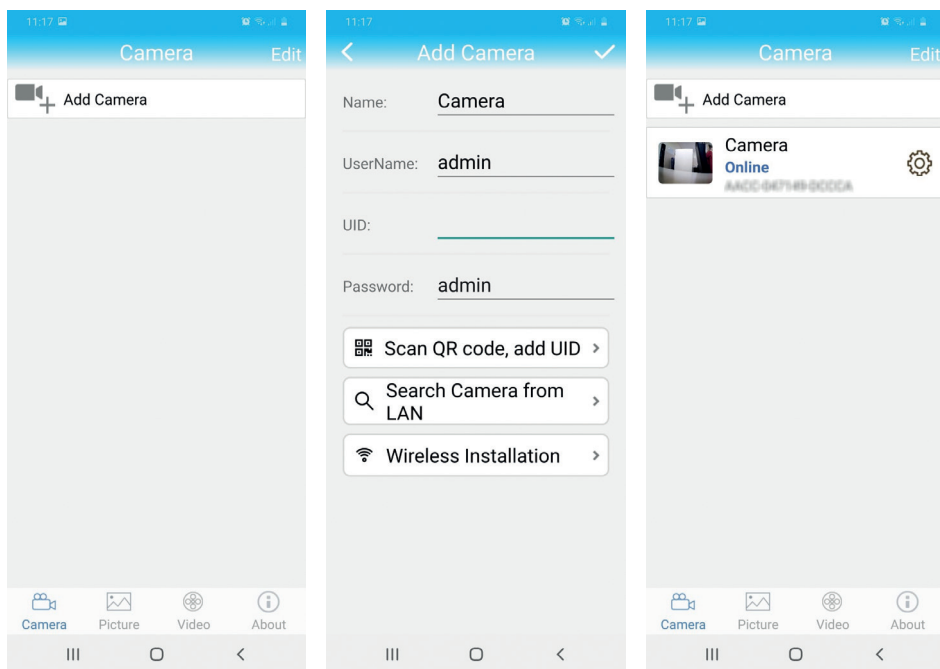 11:17
Camera
Edit
Add Camera
Camera
Picture
Video
About
11:17
Add Camera
Name:
Camera
UserName:
admin
UID:
Password:
admin
Scan QR code, add UID
Search Camera from
LAN
Wireless Installation
11:17
Camera
Edit
Add Camera
Camera
Online
Camera
Picture
Video
About